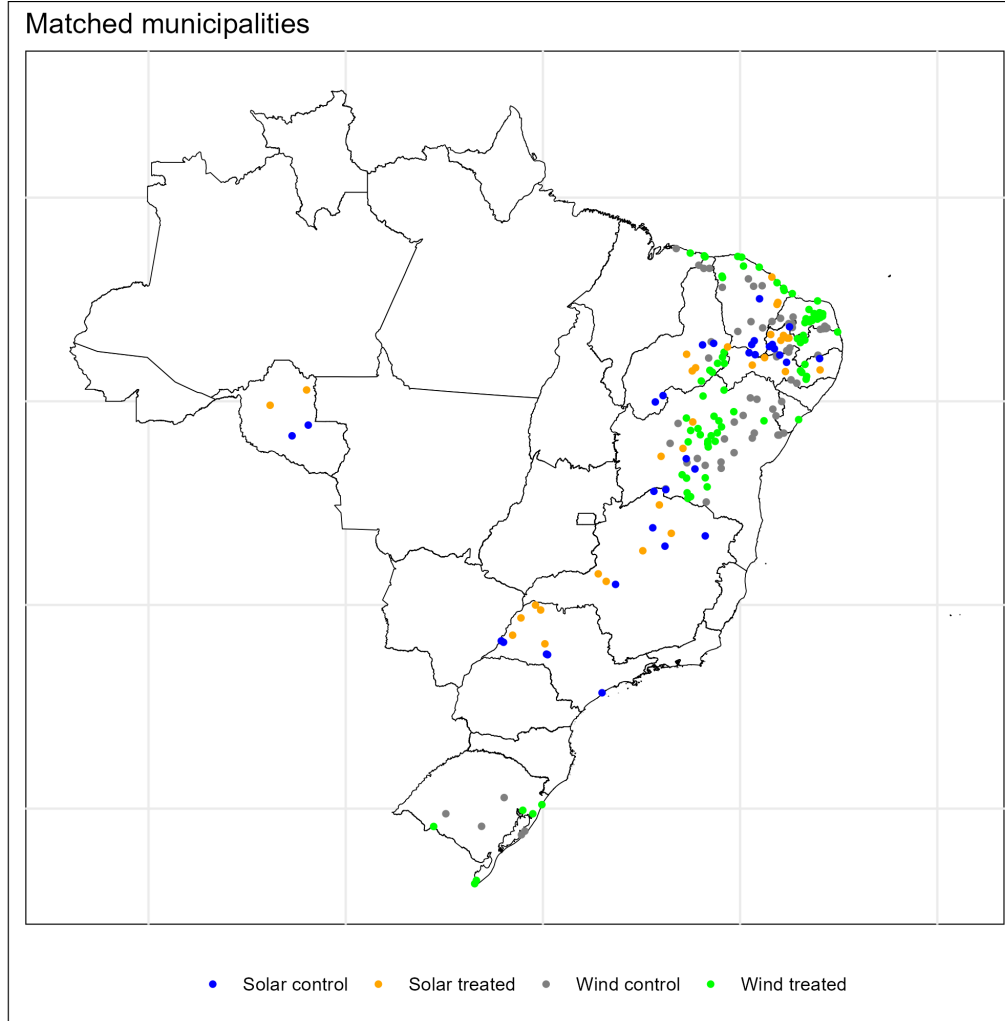 Matched municipalities
Solar control Solar treated Wind control Wind treated